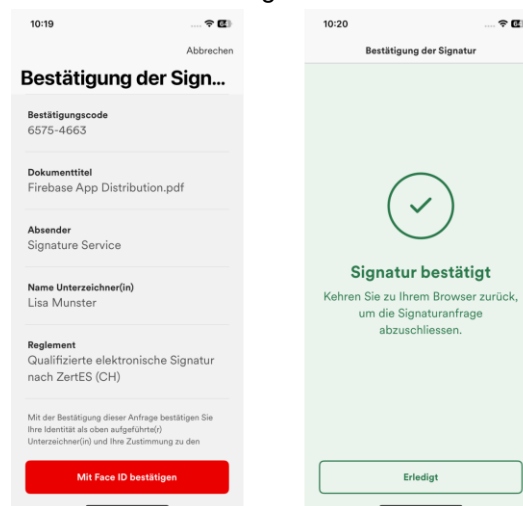 10:19
Abbrechen
Bestätigung der Sign...
Bestätigungscode
6575-4663
Dokumenttitel
Firebase App Distribution.pdf
Absender
Signature Service
Name Unterzeichner(in)
Lisa Munster
Reglement
Qualifizierte elektronische Signatur
nach ZertES (CH)
Mit der Bestätigung dieser Anfrage bestätigen Sie
Ihre Identität als oben aufgeführte(r)
Unterzeichner(in) und Ihre Zustimmung zu den
Mit Face ID bestätigen
10:20
Bestätigung der Signatur
Signatur bestätigt
Kehren Sie zu Ihrem Browser zurück,
um die Signaturanfrage
abzuschliessen.
Erledigt